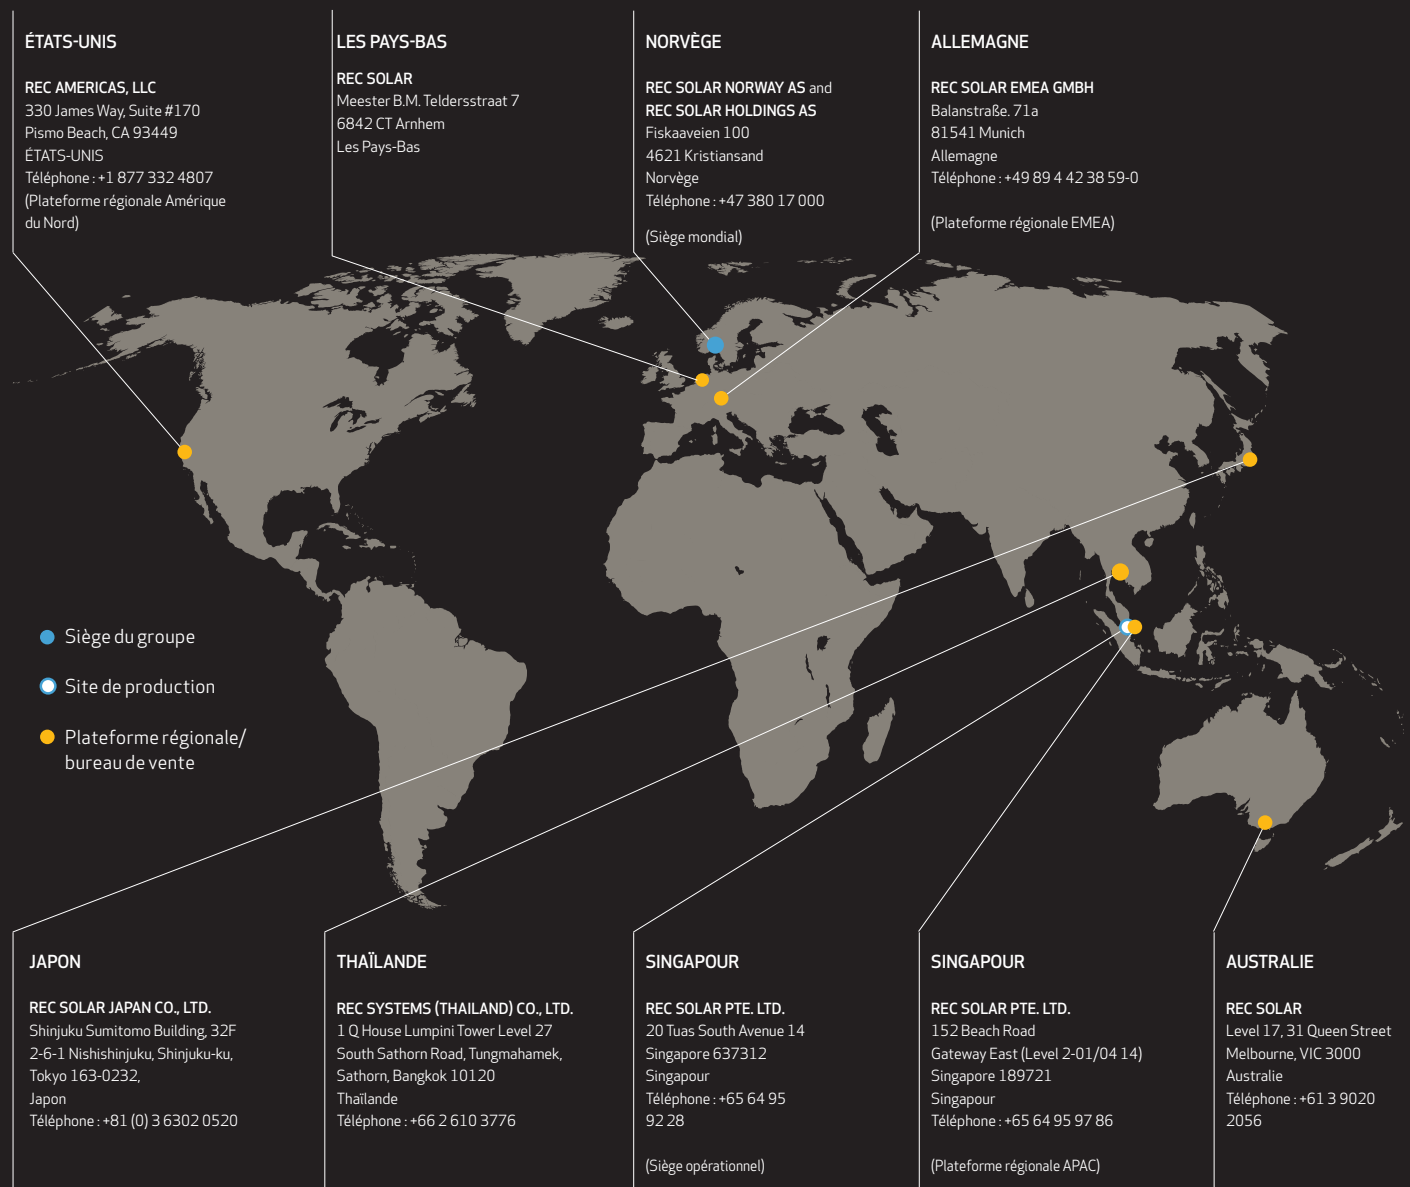 ÉTATS-UNIS
REC AMERICAS, LLC
330 James Way, Suite #170
Pismo Beach, CA 93449
ÉTATS-UNIS
Téléphone : +1 877 332 4807
(Plateforme régionale Amérique
du Nord)
LES PAYS-BAS
REC SOLAR
Meester B.M. Teldersstraat 7
6842 CT Arnhem
Les Pays-Bas
NORVÈGE
REC SOLAR NORWAY AS and
REC SOLAR HOLDINGS AS
Fiskaaveien 100
4621 Kristiansand
Norvège
Téléphone : +47 380 17 000
(Siège mondial)
ALLEMAGNE
REC SOLAR EMEA GMBH
Balanstraße. 71a
81541 Munich
Allemagne
Téléphone : +49 89 4 42 38 59-0
(Plateforme régionale EMEA)
Siège du groupe
Site de production
Plateforme régionale/
bureau de vente
JAPON
REC SOLAR JAPAN CO., LTD.
Shinjuku Sumitomo Building, 32F
2-6-1 Nishishinjuku, Shinjuku-ku,
Tokyo 163-0232,
Japon
Téléphone : +81 (0) 3 6302 0520
THAÏLANDE
REC SYSTEMS (THAILAND) CO., LTD.
1 Q House Lumpini Tower Level 27
South Sathorn Road, Tungmahamek,
Sathorn, Bangkok 10120
Thaïlande
Téléphone : +66 2 610 3776
SINGAPOUR
REC SOLAR PTE. LTD.
20 Tuas South Avenue 14
Singapore 637312
Singapour
Téléphone : +65 64 95
92 28
(Siège opérationnel)
SINGAPOUR
REC SOLAR PTE. LTD.
152 Beach Road
Gateway East (Level 2-01/04 14)
Singapore 189721
Singapour
Téléphone : +65 64 95 97 86
(Plateforme régionale APAC)
AUSTRALIE
REC SOLAR
Level 17, 31 Queen Street
Melbourne, VIC 3000
Australie
Téléphone : +61 3 9020
2056